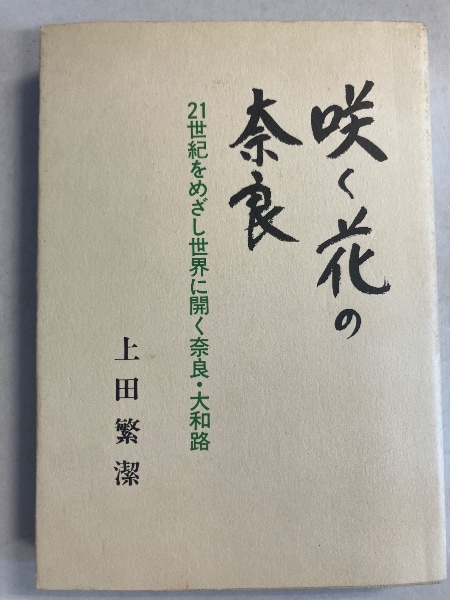 咲く花の
奈良
21世紀をめざし世界に開く奈良・大和路
上田繁潔